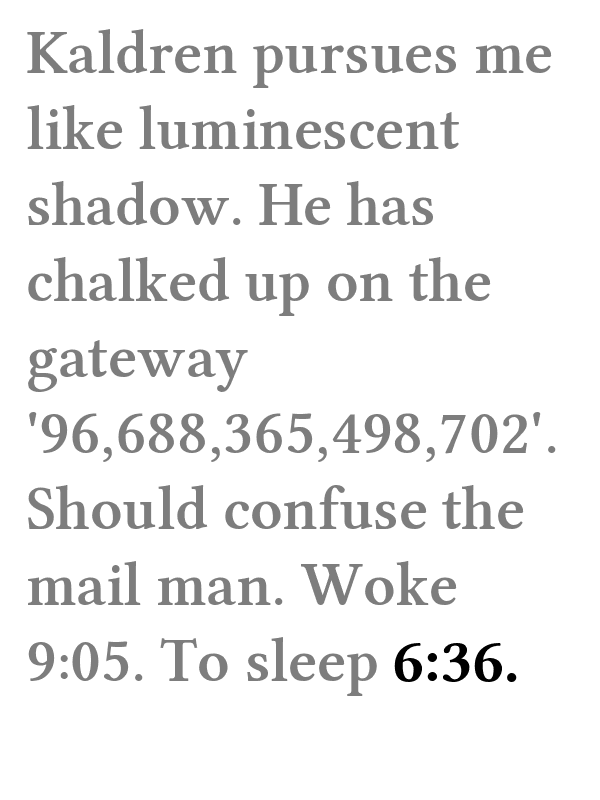 Kaldren pursues me
like luminescent
shadow. He has
chalked up on the
gateway
'96,688,365,498,702'.
Should confuse the
mail man. Woke
9:05. To sleep 6:36.